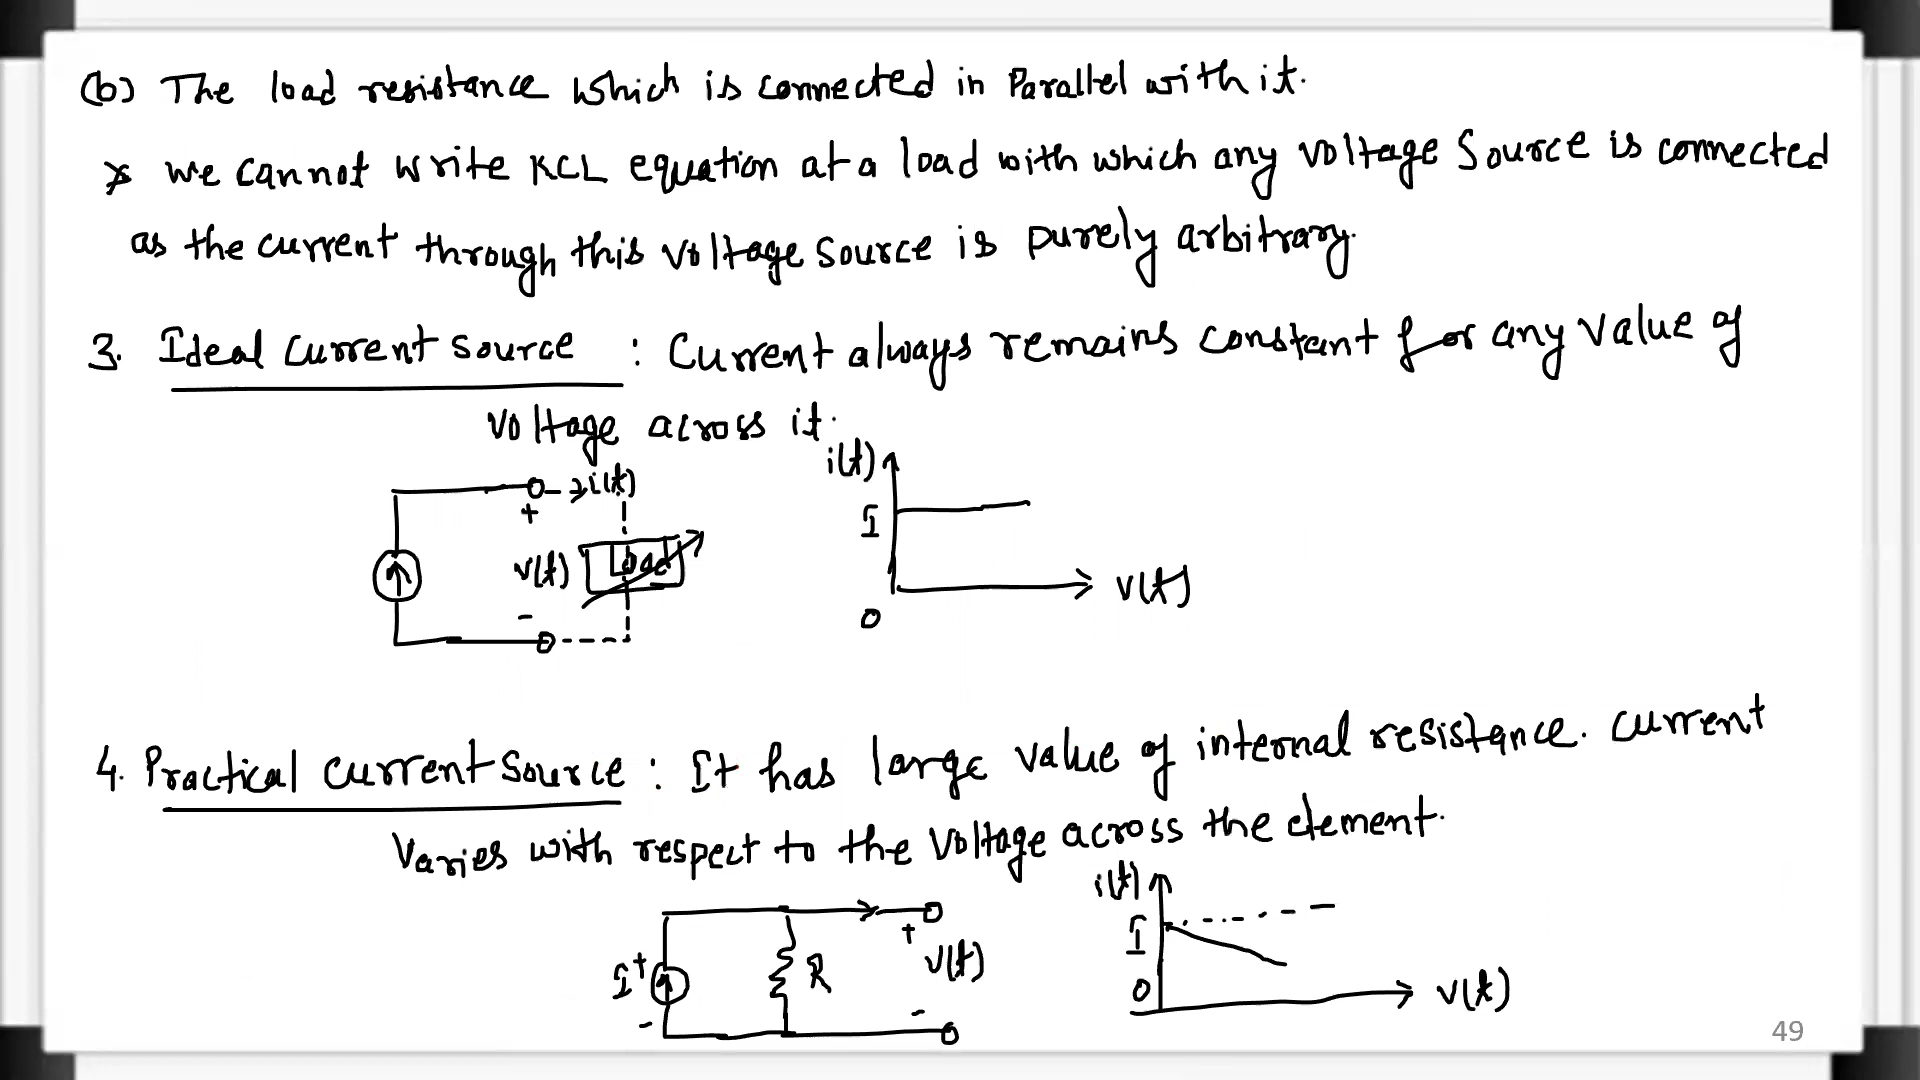 (b) The load resistance which is connected in Parallel with it.
* we cannot write KCL equation at a load with which any voltage Source is connected
as the current through this voltage source is purely arbitrary.
3. Ideal current source : Current always remains constant for any value of
Voltage across it.
i(t)
+
v(t)
Load
-
i(t)
I
0
v(t)
4. Practical current Source : It has large value of internal resistance. current
Varies with respect to the Voltage across the element.
I
+
-
R
+
v(t)
-
i(t)
I
0
v(t)
49